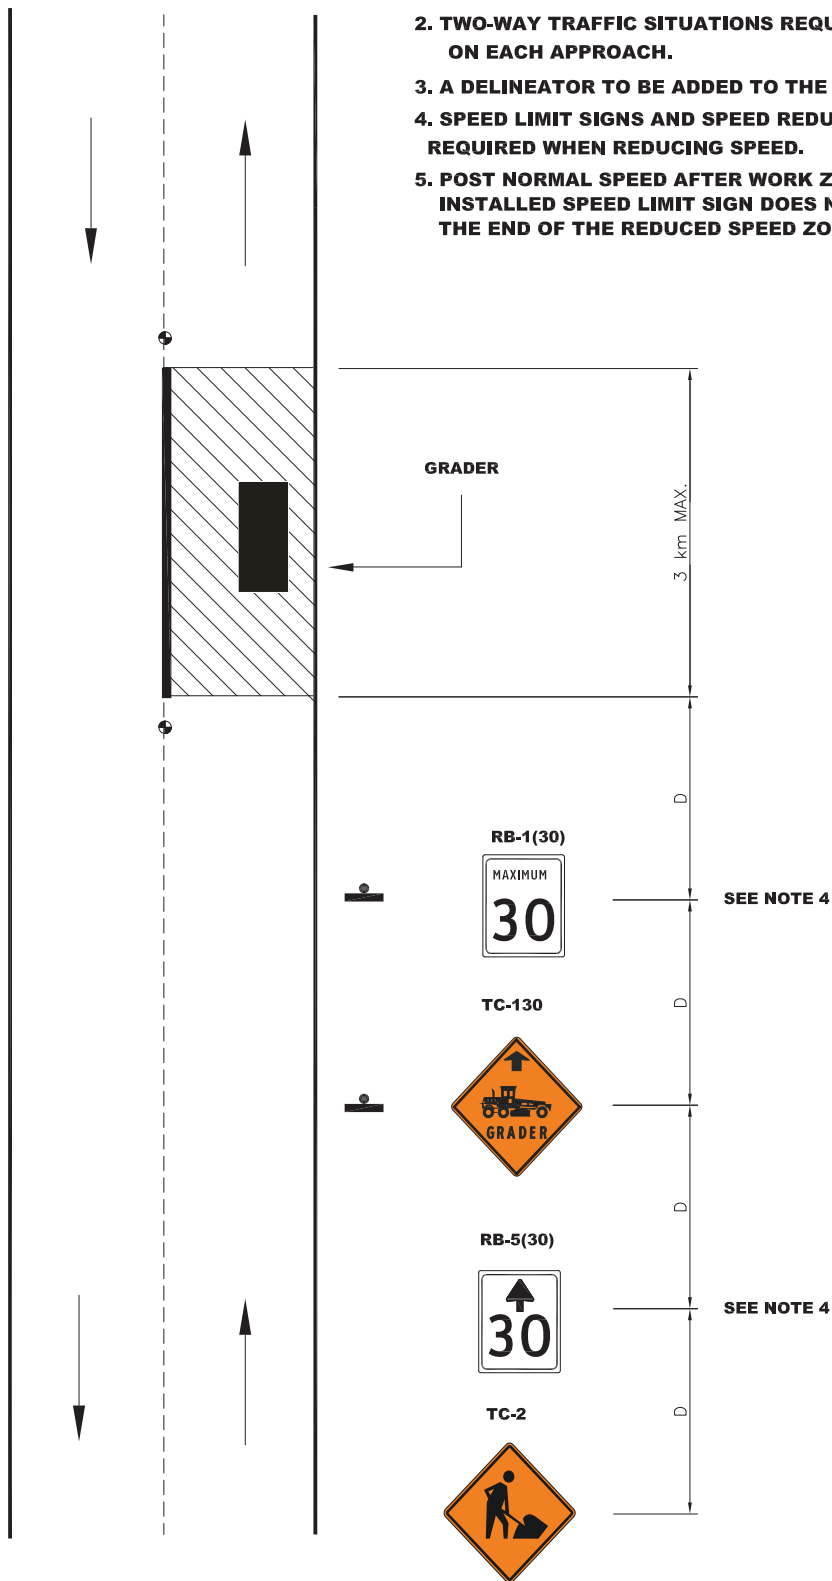 2. TWO-WAY TRAFFIC SITUATIONS
ON EACH APPROACH.
3. A DELINEATOR TO BE ADDED TO THE
4. SPEED LIMIT SIGNS AND SPEED
REQUIRED WHEN REDUCING SPEED.
5. POST NORMAL SPEED AFTER WORK
INSTALLED SPEED LIMIT SIGN DOES
THE END OF THE REDUCED SPEED
GRADER
3 km MAX.
D
RB-1(30)
MAXIMUM
30
SEE NOTE 4
D
TC-130
GRADER
D
RB-5(30)
30
SEE NOTE 4
D
TC-2